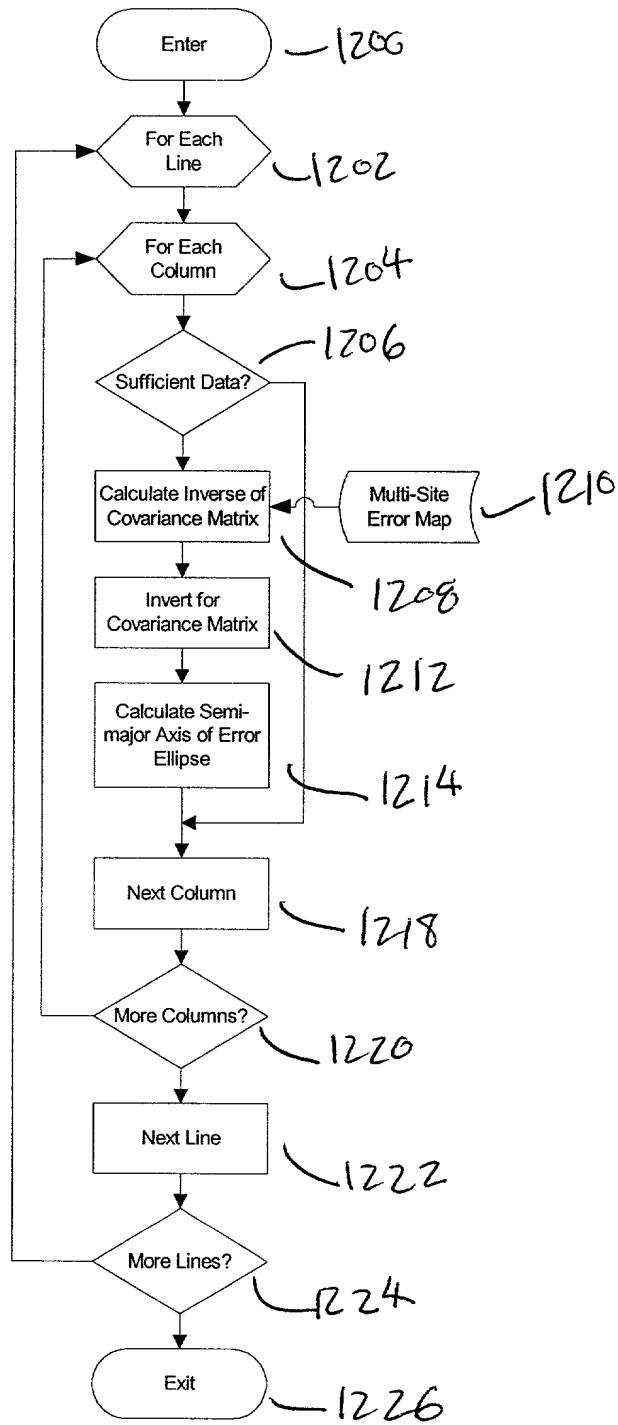 Enter
1200
For Each
Line
1202
For Each
Column
1204
1206
Sufficient Data?
Calculate Inverse of
Covariance Matrix
Multi-Site
Error Map
1210
1208
Invert for
Covariance Matrix
1212
Calculate Semi-
major Axis of Error
Ellipse
1214
Next Column
1218
More Columns?
1220
Next Line
1222
More Lines?
1224
Exit
1226